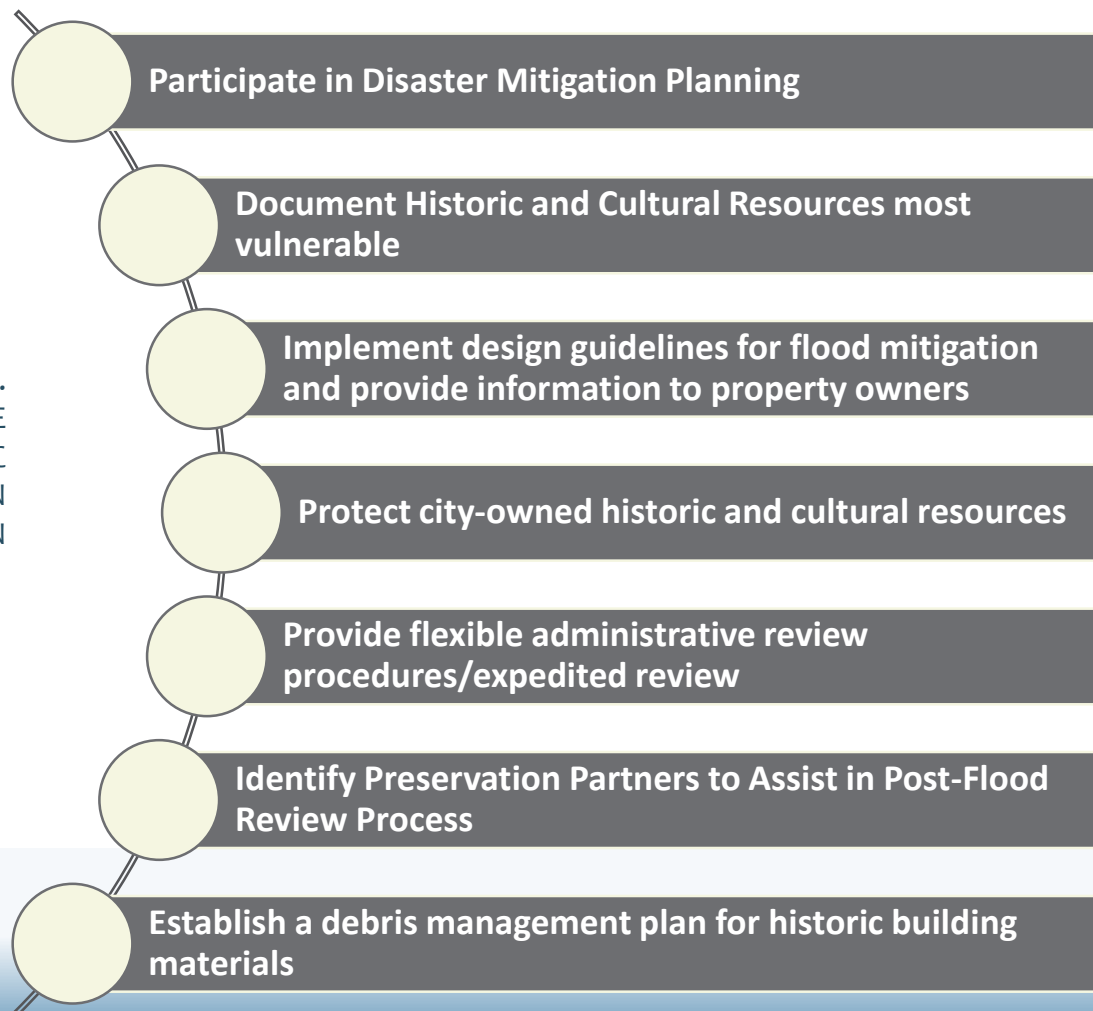 Participate in Disaster Mitigation Planning
Document Historic and Cultural Resources most
vulnerable
Implement design guidelines for flood mitigation
and provide information to property owners
Protect city-owned historic and cultural resources
Provide flexible administrative review
procedures/expedited review
Identify Preservation Partners to Assist in Post-Flood
Review Process
Establish a debris management plan for historic building
materials